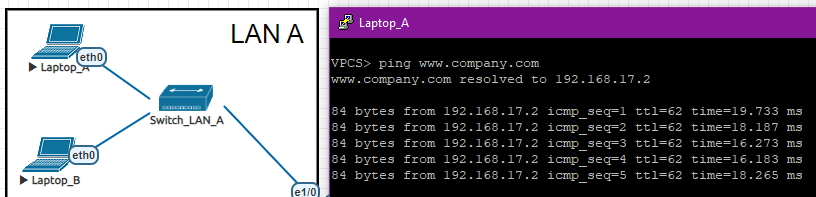 LAN A
eth0
Laptop_A
Switch_LAN_A
eth0
Laptop_B
e1/0
Laptop_A
VPCS> ping www.company.com
www.company.com resolved to 192.168.17.2
84 bytes from 192.168.17.2 icmp_seq=1 ttl=62 time=19.733 ms
84 bytes from 192.168.17.2 icmp_seq=2 ttl=62 time=18.187 ms
84 bytes from 192.168.17.2 icmp_seq=3 ttl=62 time=16.273 ms
84 bytes from 192.168.17.2 icmp_seq=4 ttl=62 time=16.183 ms
84 bytes from 192.168.17.2 icmp_seq=5 ttl=62 time=18.265 ms